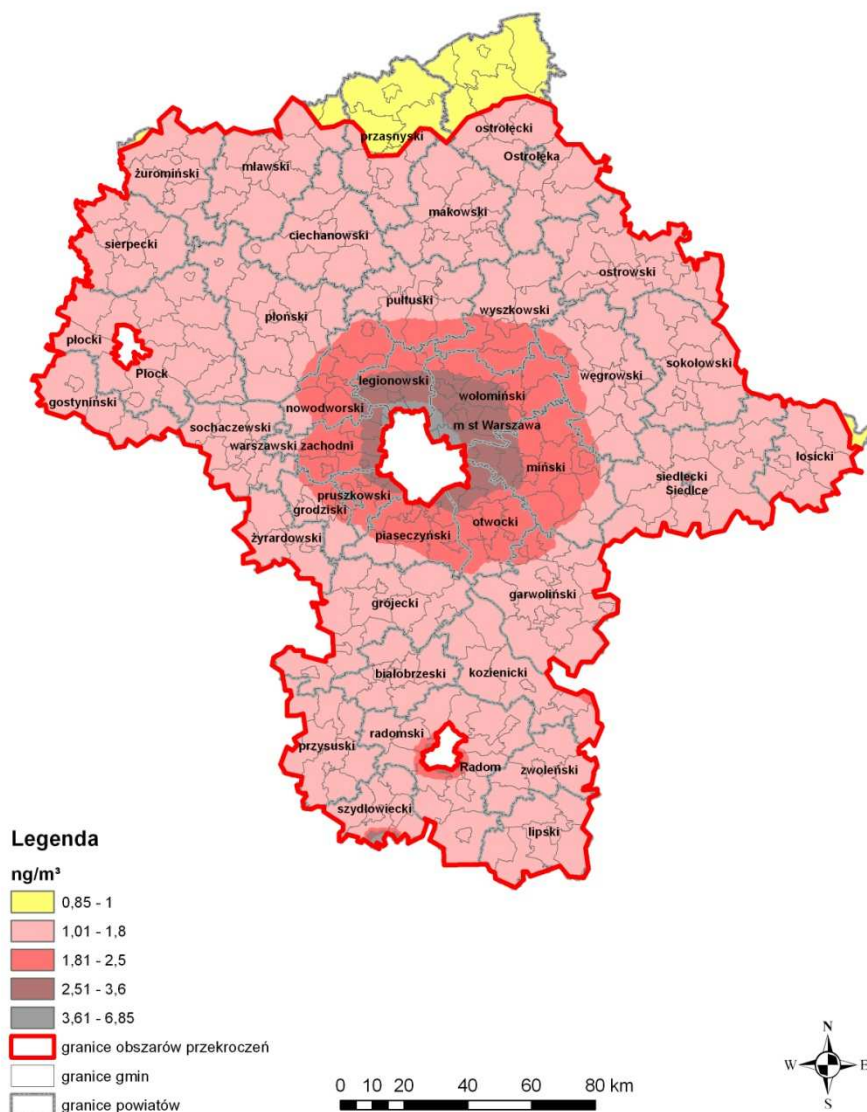 przasnyski
ostrołęcki
Ostrołęka
żuromiński
mławski
makowski
sierpecki
ciechanowski
ostrowski
pułtuski
wyszkowski
płoński
płocki
Płock
sokołowski
węgrowski
legionowski
wołomiński
gostyniński
nowodworski
sochaczewski
m st Warszawa
warszawski zachodni
łosicki
miński
siedlecki
Siedlce
pruszkowski
grodziski
otwocki
żyrardowski
piaseczyński
garwoliński
grójecki
białobrzeski
kozienicki
radomski
przysuski
Radom
zwoleński
szydłowiecki
lipski
Legenda
ng/m³
0,85 - 1
1,01 - 1,8
1,81 - 2,5
2,51 - 3,6
3,61 - 6,85
granice obszarów przekroczeń
granice gmin
granice powiatów
0 10 20 40 60 80 km
N
W E
S